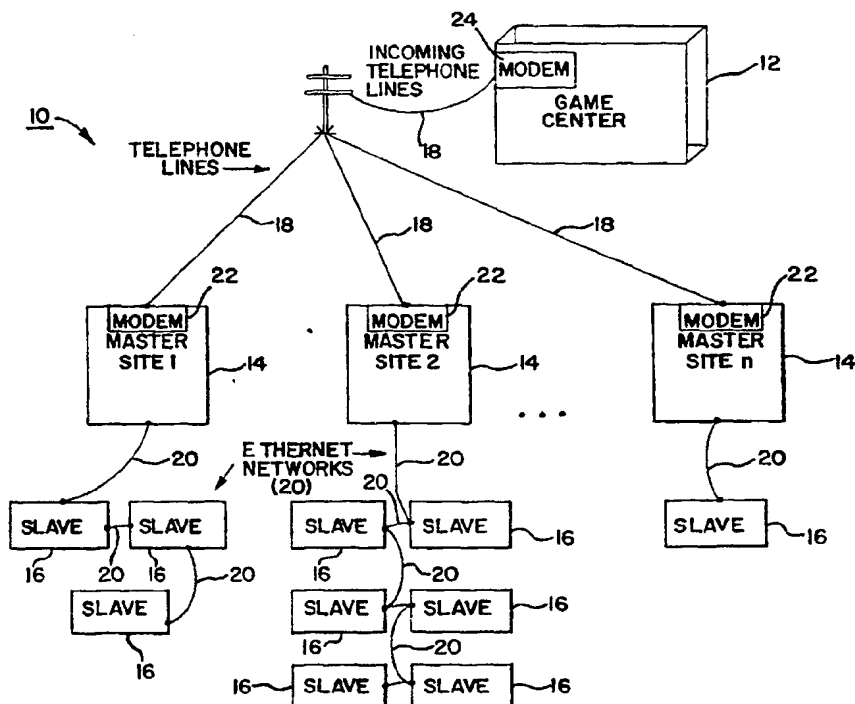 24
MODEM
GAME
CENTER
12
INCOMING
TELEPHONE
LINES
18
10
TELEPHONE
LINES
18
18
18
22
MODEM
MASTER
SITE 1
14
22
MODEM
MASTER
SITE 2
14
...
22
MODEM
MASTER
SITE n
14
20
ETHERNET
NETWORKS
(20)
20
20
20
SLAVE
SLAVE
16
20
16
20
SLAVE
16
SLAVE
SLAVE
16
16
20
SLAVE
SLAVE
16
16
20
16
SLAVE
SLAVE
16
SLAVE
16